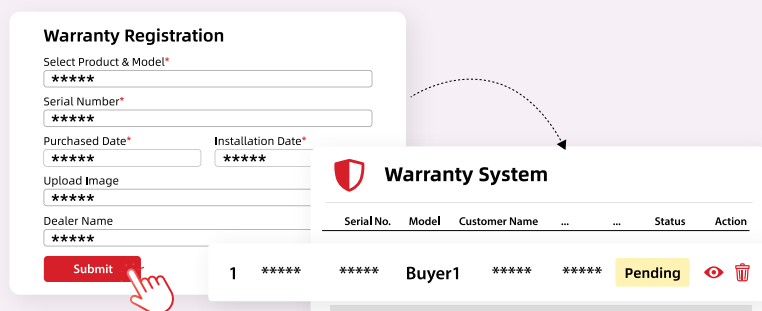 Warranty Registration
Select Product & Model*
*****
Serial Number*
*****
Purchased Date* Installation Date*
***** *****
Upload Image
*****
Dealer Name
*****
Submit
Warranty System
Serial No. Model Customer Name ... ... Status Action
1 ***** ***** Buyer1 ***** ***** Pending